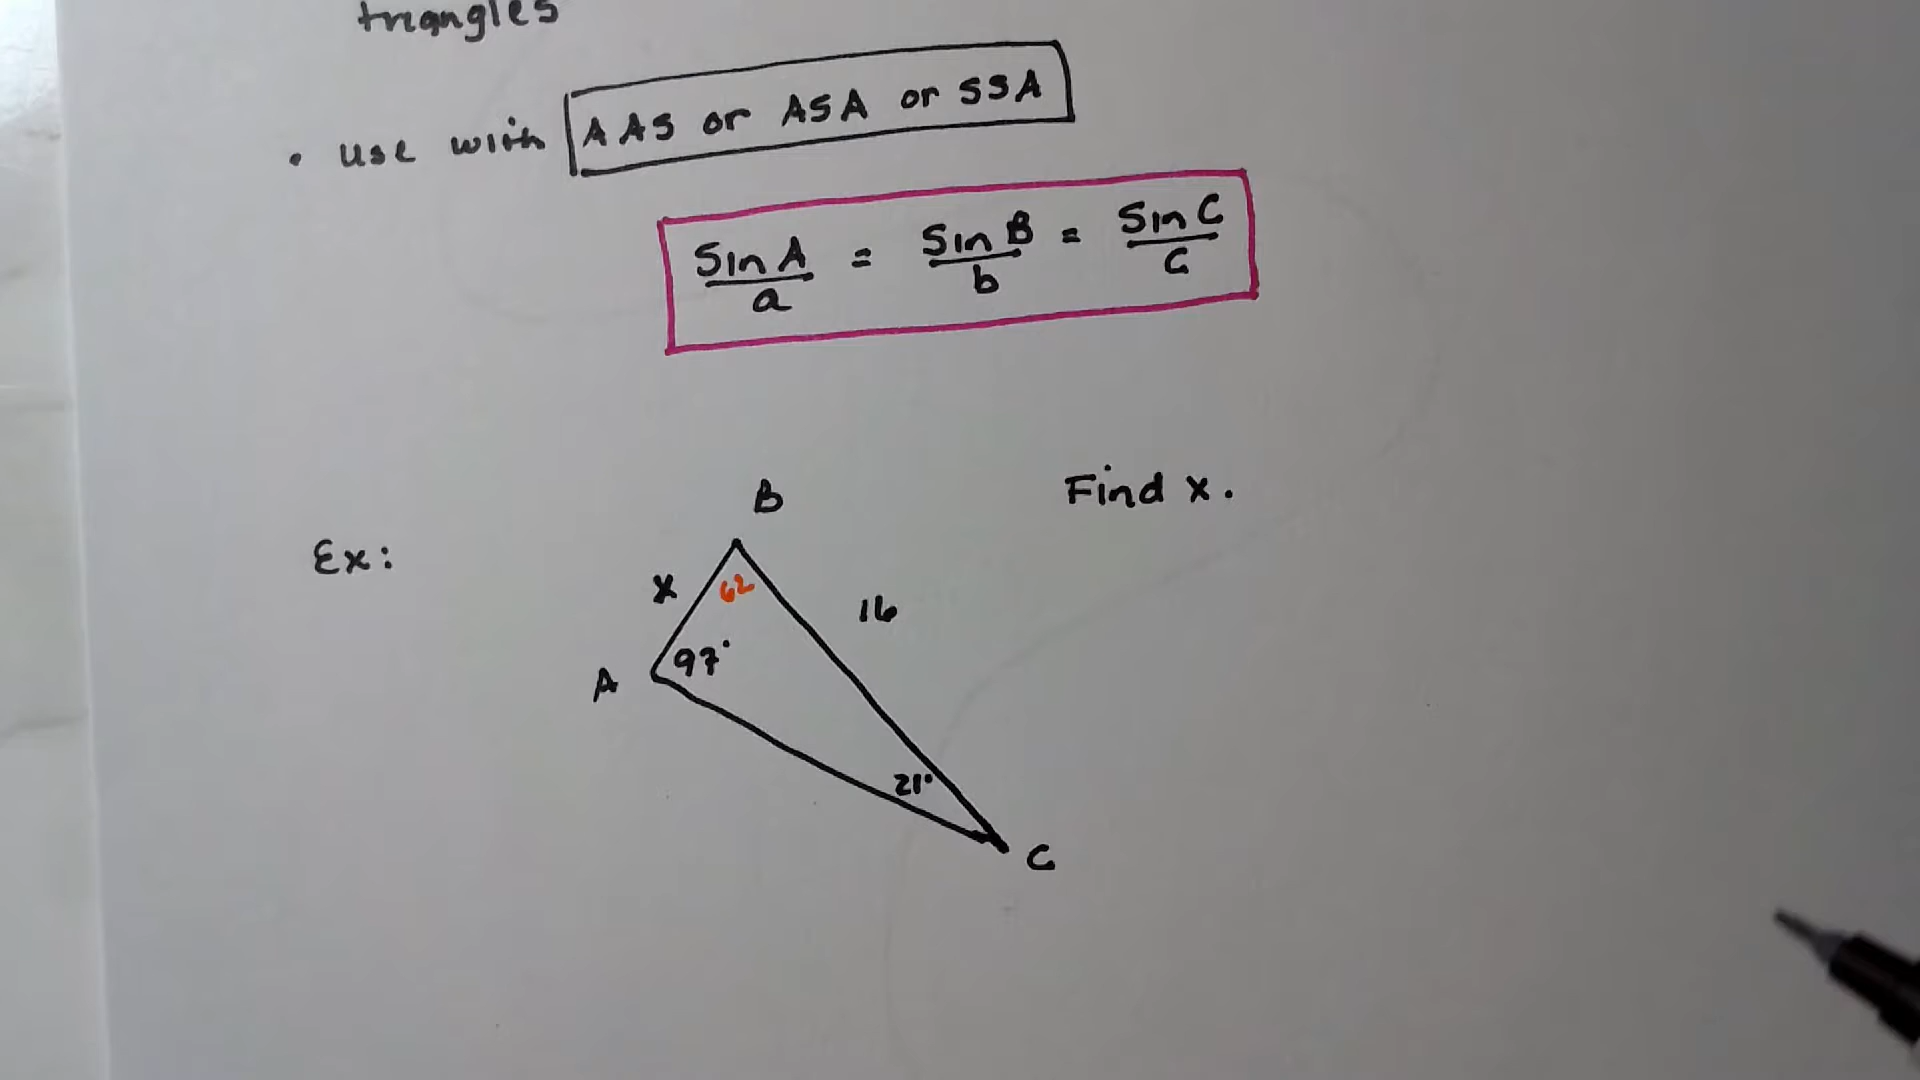 triangles
• use with AAS or ASA or SSA
Sin A / a = Sin B / b = Sin C / c
B
Find x.
Ex:
x
62
16
97°
A
21°
C